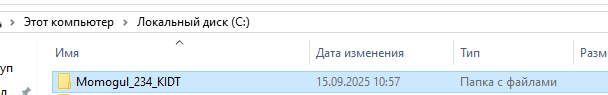 Этот компьютер > Локальный диск (C:)
Имя Дата изменения Тип
Momogul_234_KIDT 15.09.2025 10:57 Папка с файлами